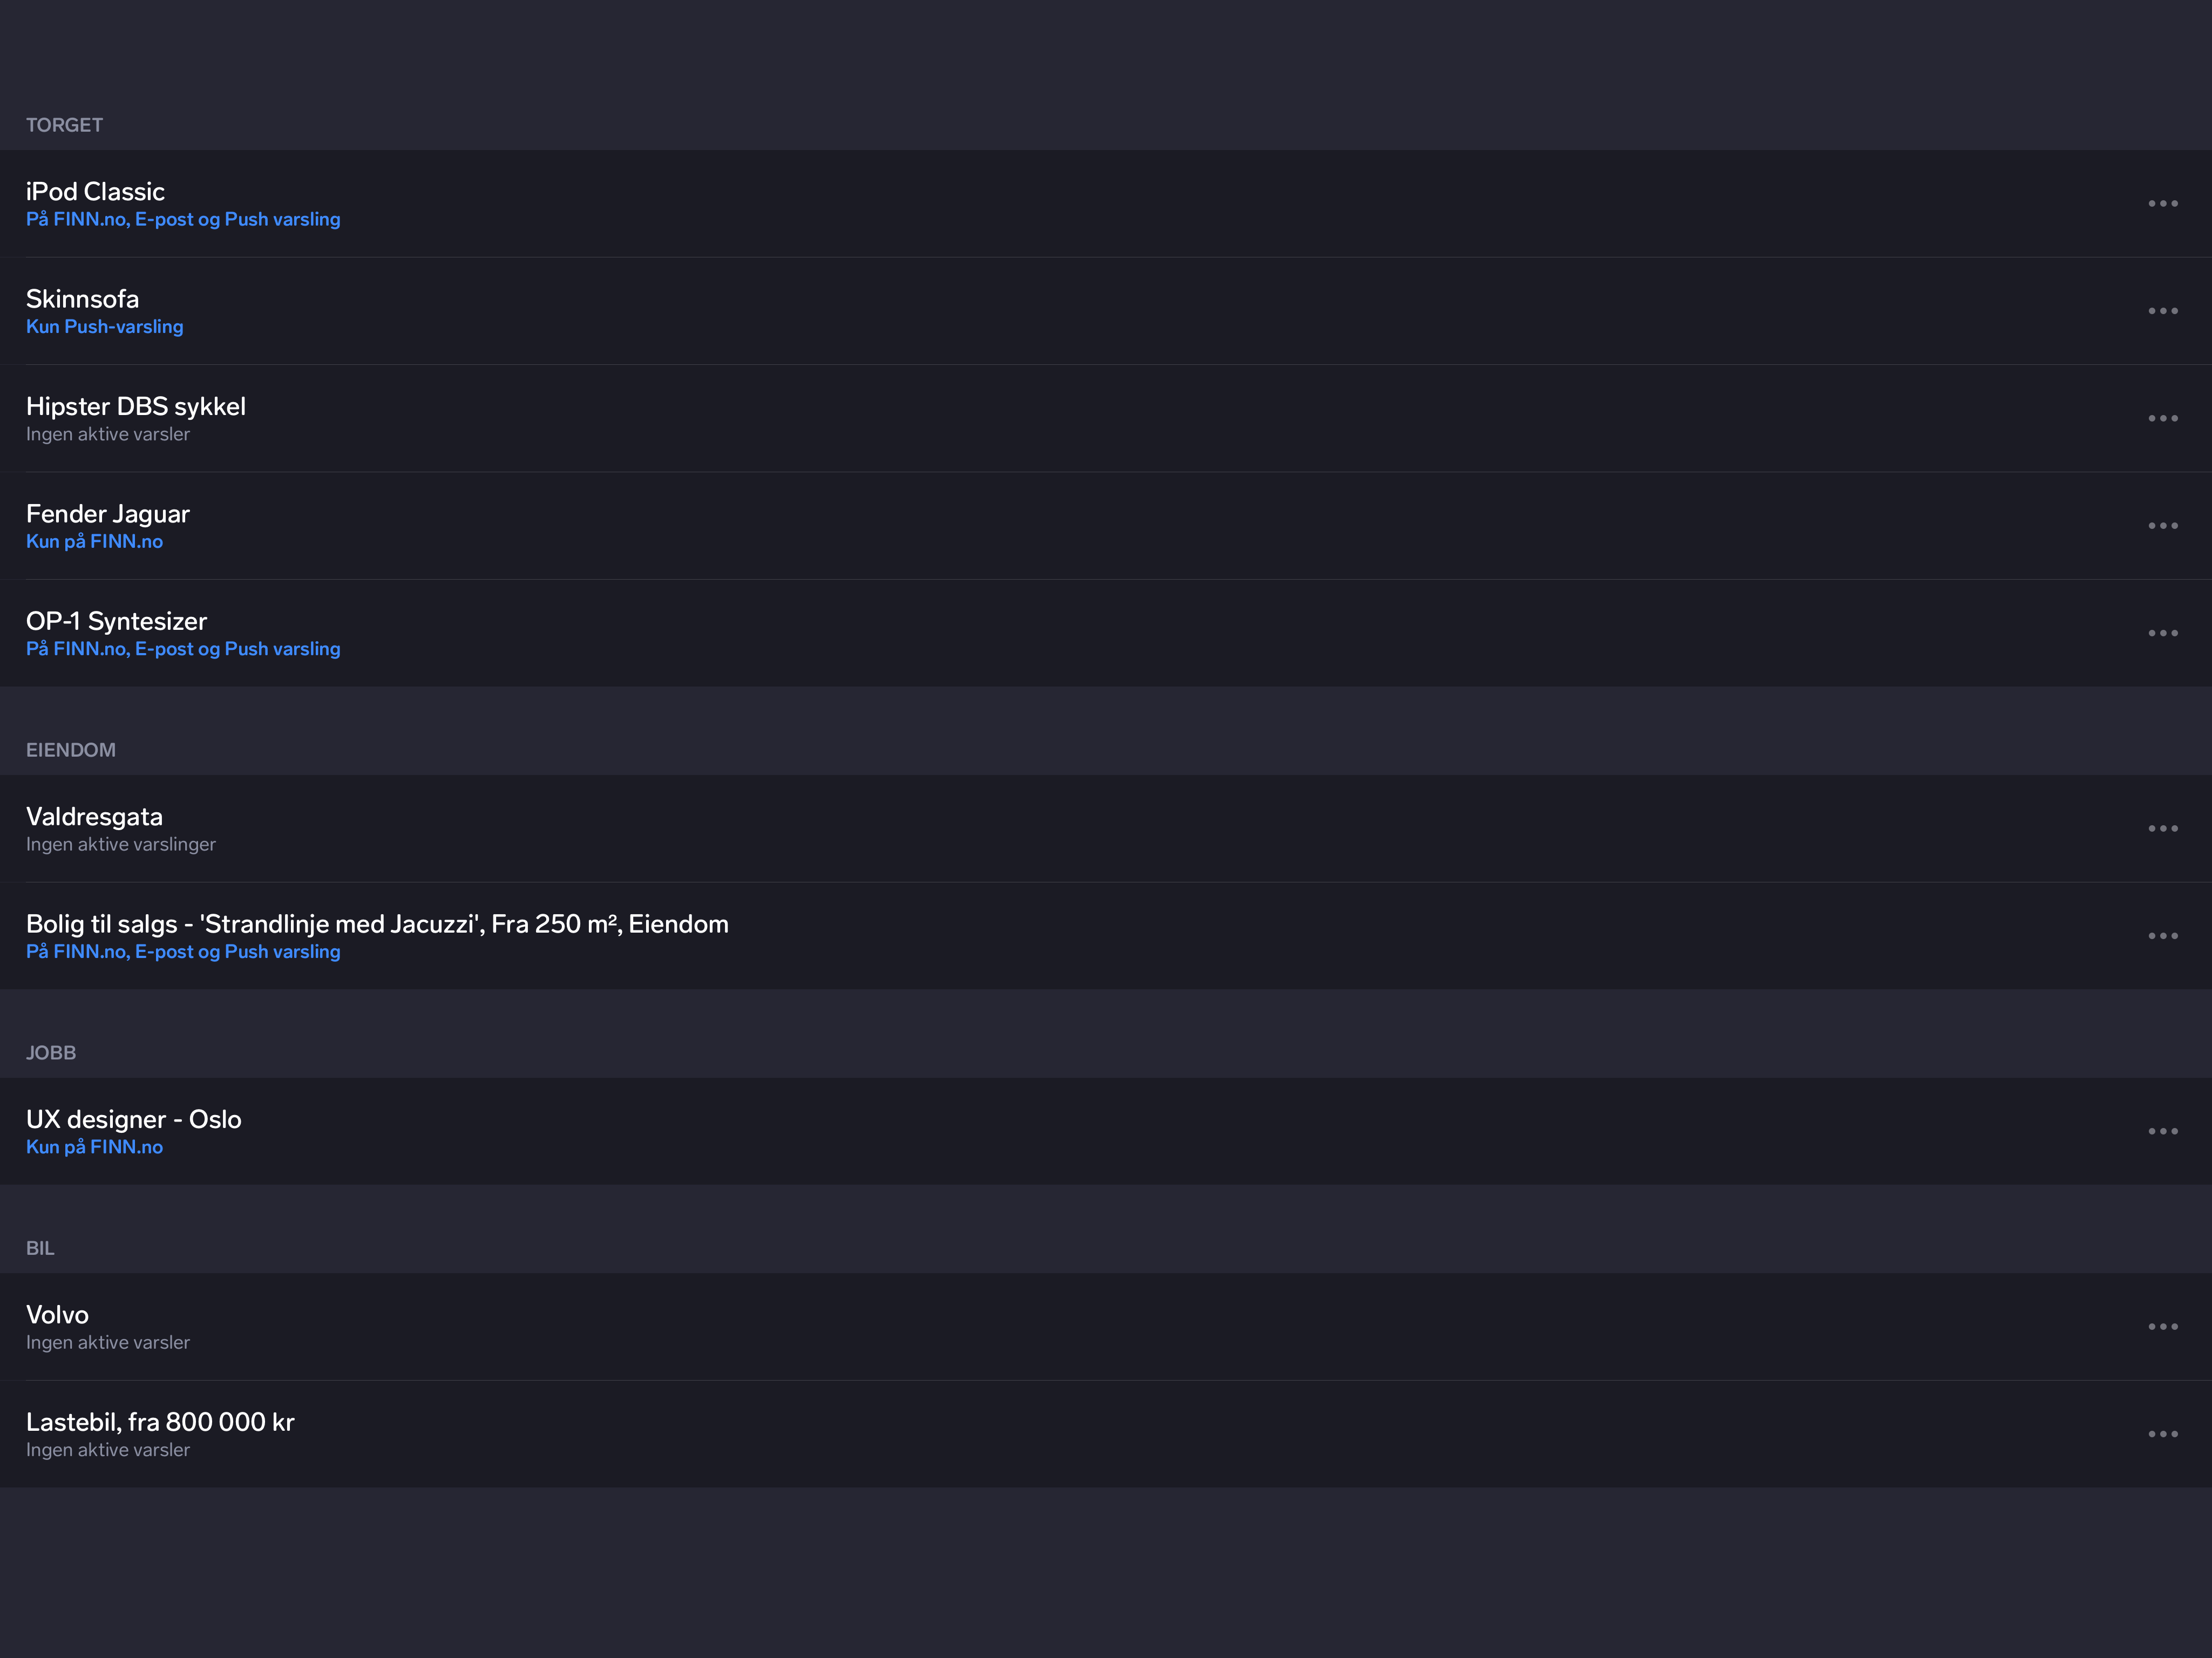 TORGET
iPod Classic
På FINN.no, E-post og Push varsling
Skinnsofa
Kun Push-varsling
Hipster DBS sykkel
Ingen aktive varsler
Fender Jaguar
Kun på FINN.no
OP-1 Syntesizer
På FINN.no, E-post og Push varsling
EIENDOM
Valdresgata
Ingen aktive varslinger
Bolig til salgs - 'Strandlinje med Jacuzzi', Fra 250 m², Eiendom
På FINN.no, E-post og Push varsling
JOBB
UX designer - Oslo
Kun på FINN.no
BIL
Volvo
Ingen aktive varsler
Lastebil, fra 800 000 kr
Ingen aktive varsler